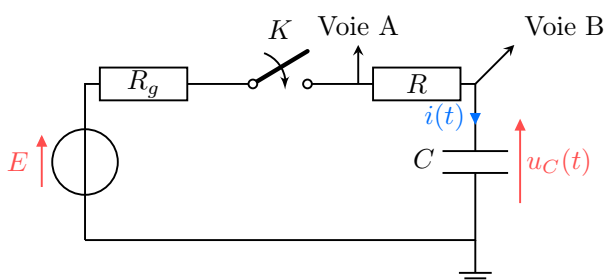 K
Voie A
Voie B
R_g
R
i(t)
E
C
u_C(t)